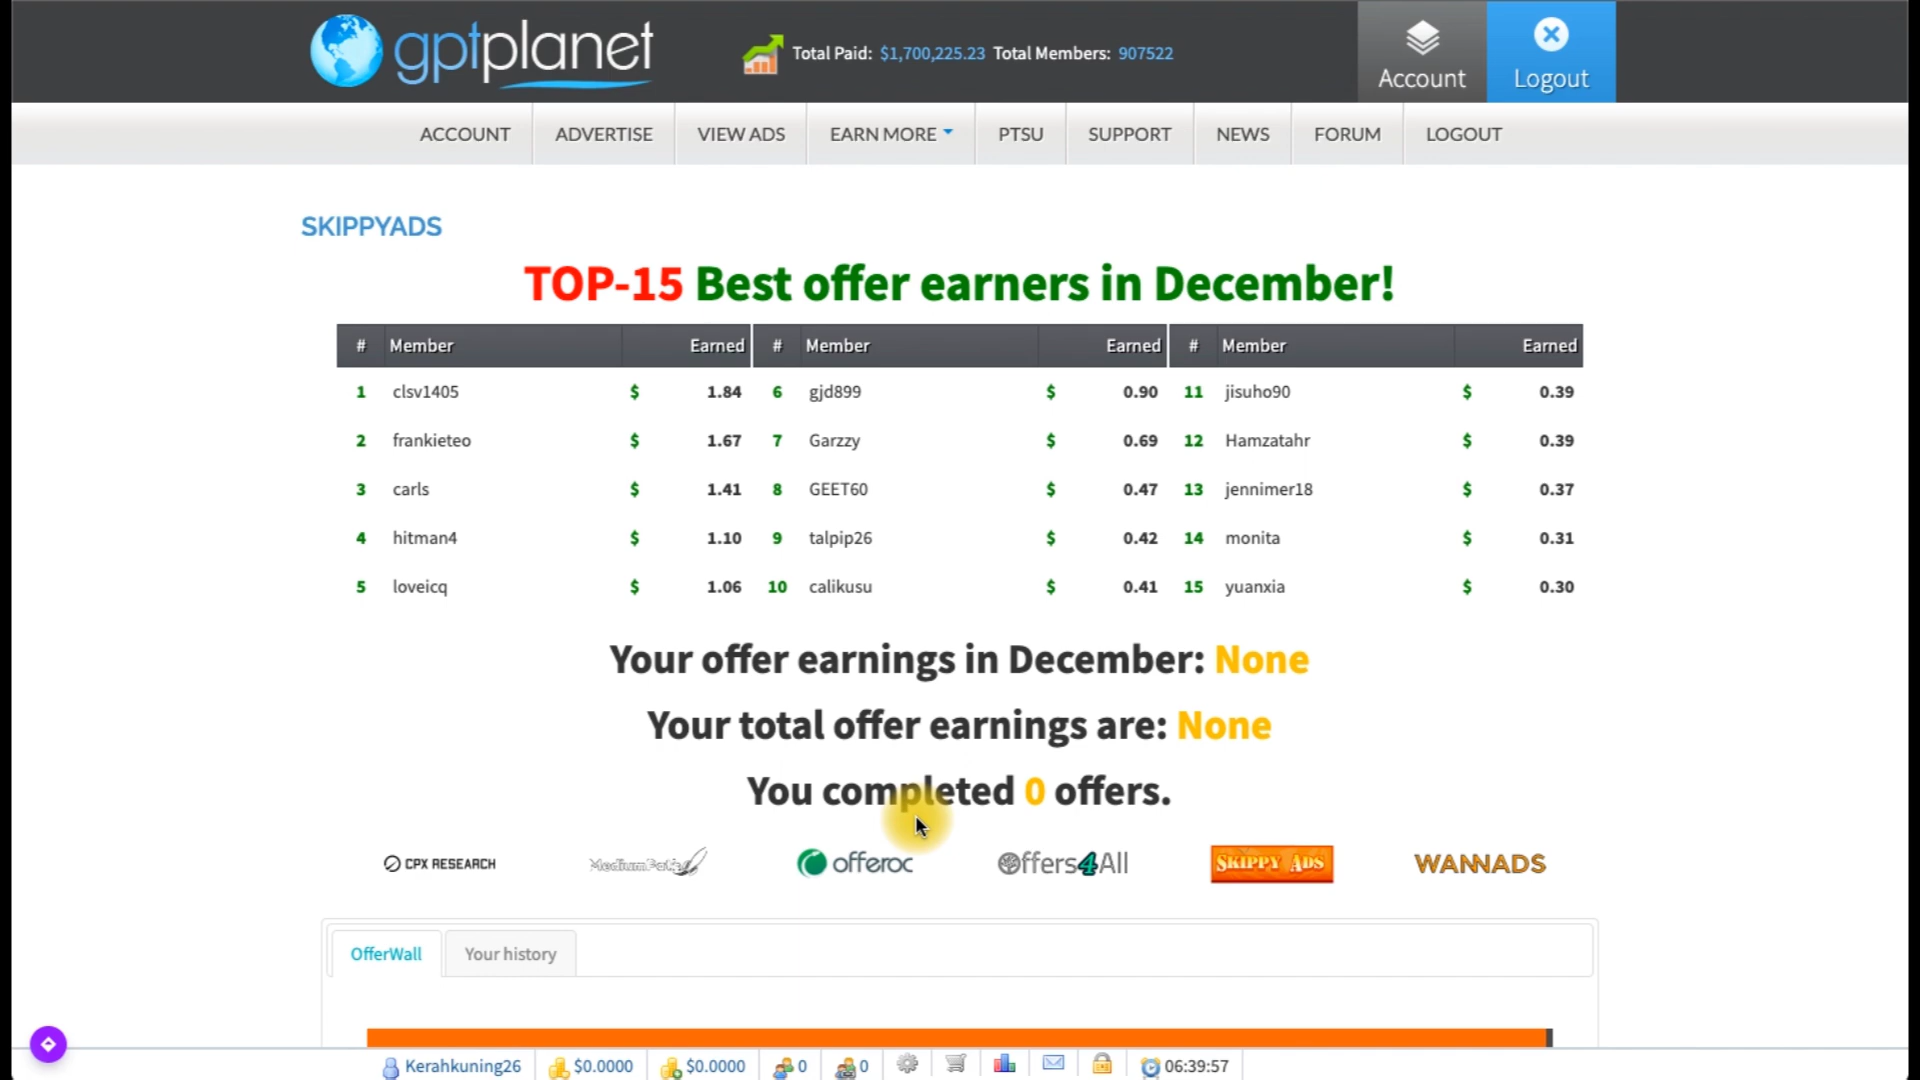 gptplanet
Total Paid: $1,700,225.23 Total Members: 907522
Account
Logout
ACCOUNT ADVERTISE VIEW ADS EARN MORE PTSU SUPPORT NEWS FORUM LOGOUT
SKIPPYADS
TOP-15 Best offer earners in December!
# Member Earned # Member Earned # Member Earned
1 clsv1405 $ 1.84 6 gjd899 $ 0.90 11 jisuho90 $ 0.39
2 frankieteo $ 1.67 7 Garzzy $ 0.69 12 Hamzatahr $ 0.39
3 carls $ 1.41 8 GEET60 $ 0.47 13 jennimer18 $ 0.37
4 hitman4 $ 1.10 9 talpip26 $ 0.42 14 monita $ 0.31
5 loveicq $ 1.06 10 calikusu $ 0.41 15 yuanxia $ 0.30
Your offer earnings in December: None
Your total offer earnings are: None
You completed 0 offers.
CPX RESEARCH MediumPath offeroc Offers4All SKIPPY ADS WANNADS
OfferWall Your history
Kerahkuning26 $0.0000 $0.0000 0 0 06:39:57